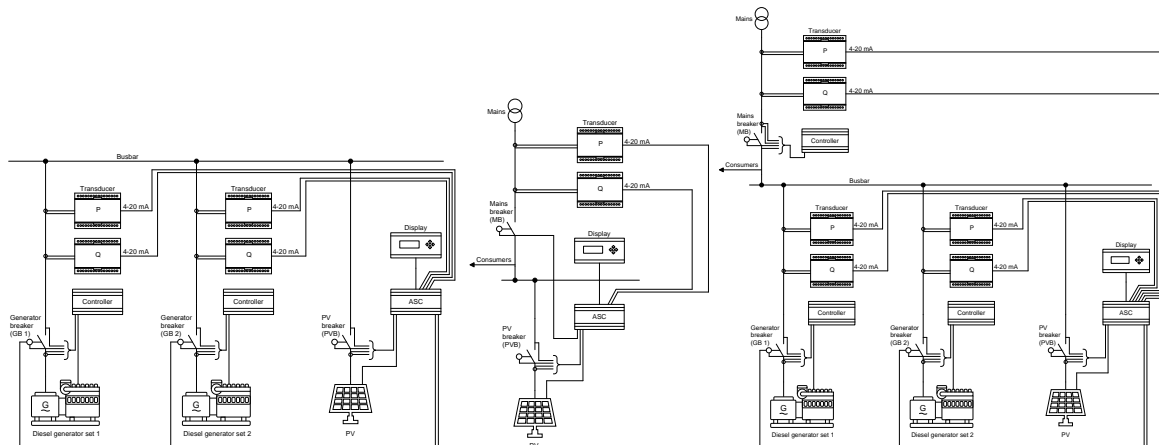 Busbar
Transducer
P
4-20 mA
Q
4-20 mA
Transducer
P
4-20 mA
Q
4-20 mA
Display
Controller
Controller
ASC
Generator
breaker
(GB 1)
Generator
breaker
(GB 2)
PV
breaker
(PVB)
G
G
Diesel generator set 1
Diesel generator set 2
PV
Mains
Transducer
P
4-20 mA
Q
4-20 mA
Mains
breaker
(MB)
Display
Consumers
ASC
PV
breaker
(PVB)
PV
Mains
Transducer
P
4-20 mA
Q
4-20 mA
Mains
breaker
(MB)
Controller
Consumers
Busbar
Transducer
P
4-20 mA
Q
4-20 mA
Transducer
P
4-20 mA
Q
4-20 mA
Display
Controller
Controller
ASC
Generator
breaker
(GB 1)
Generator
breaker
(GB 2)
PV
breaker
(PVB)
G
G
Diesel generator set 1
Diesel generator set 2
PV